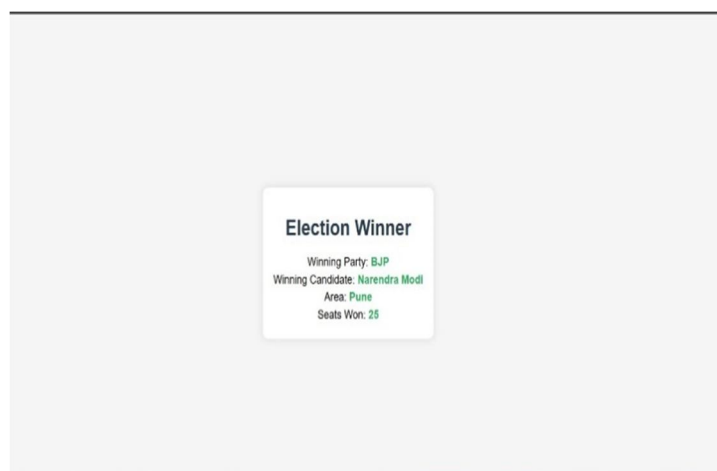 Election Winner
Winning Party: BJP
Winning Candidate: Narendra Modi
Area: Pune
Seats Won: 25